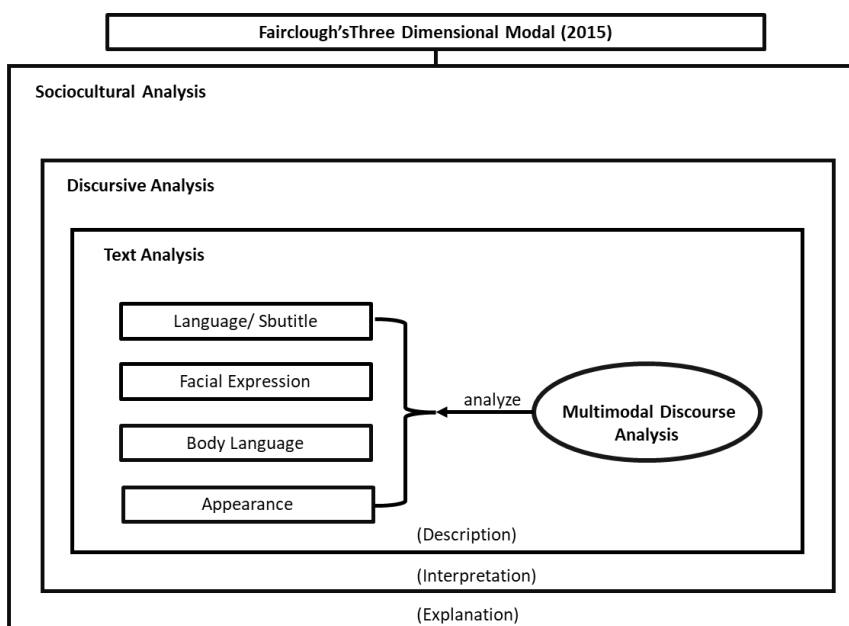 Fairclough'sThree Dimensional Modal (2015)
Sociocultural Analysis
Discursive Analysis
Text Analysis
Language/ Sbutitle
Facial Expression
Body Language
Appearance
analyze
Multimodal Discourse
Analysis
(Description)
(Interpretation)
(Explanation)